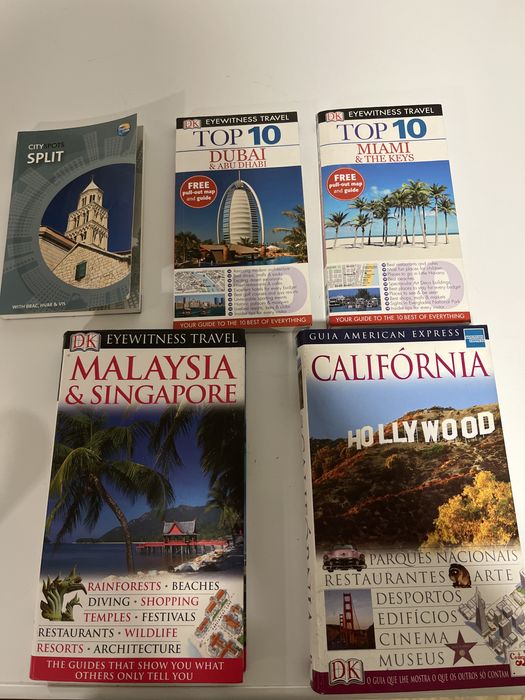 CITYSPOTS
SPLIT
WITH BRAC, HVAR & VIS
DK EYEWITNESS TRAVEL
TOP 10
DUBAI
& ABU DHABI
FREE
pull-out map
and guide
YOUR GUIDE TO THE 10 BEST OF EVERYTHING
DK EYEWITNESS TRAVEL
TOP 10
MIAMI
& THE KEYS
FREE
pull-out map
and guide
YOUR GUIDE TO THE 10 BEST OF EVERYTHING
DK EYEWITNESS TRAVEL
MALAYSIA
& SINGAPORE
RAINFORESTS · BEACHES
DIVING · SHOPPING
TEMPLES · FESTIVALS
RESTAURANTS · WILDLIFE
RESORTS · ARCHITECTURE
THE GUIDES THAT SHOW YOU WHAT
OTHERS ONLY TELL YOU
GUIA AMERICAN EXPRESS
CALIFÓRNIA
HOLLYWOOD
PARQUES NACIONAIS
RESTAURANTES ARTE
DESPORTOS
EDIFÍCIOS
CINEMA
MUSEUS
DK O GUIA QUE LHE MOSTRA O QUE OS OUTROS SÓ CONTAM